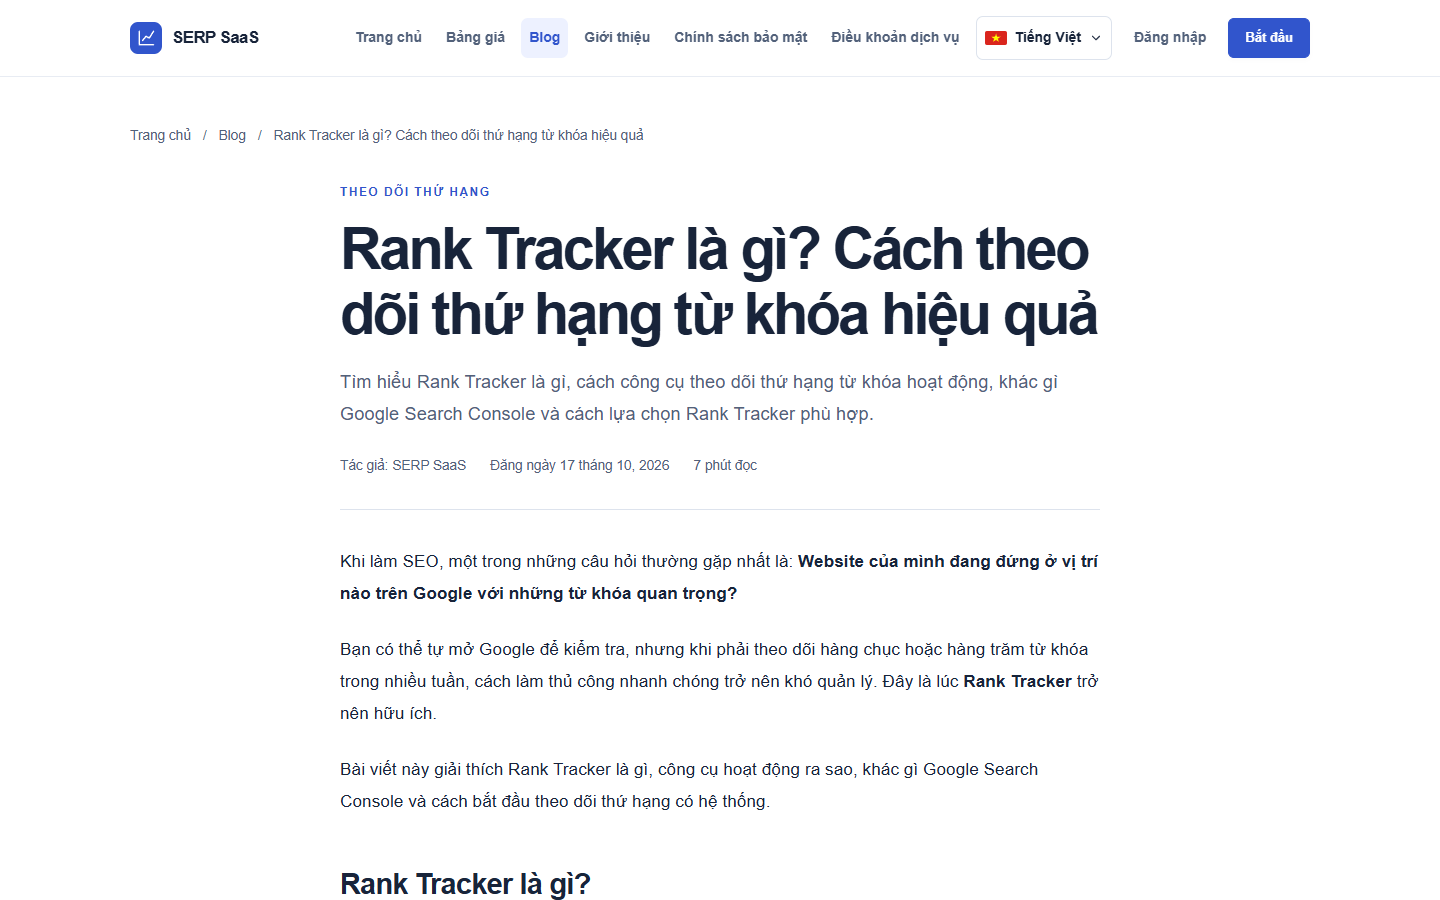 SERP SaaS
Trang chủ
Bảng giá
Blog
Giới thiệu
Chính sách bảo mật
Điều khoản dịch vụ
Tiếng Việt
Đăng nhập
Bắt đầu
Trang chủ / Blog / Rank Tracker là gì? Cách theo dõi thứ hạng từ khóa hiệu quả
THEO DÕI THỨ HẠNG
Rank Tracker là gì? Cách theo
dõi thứ hạng từ khóa hiệu quả
Tìm hiểu Rank Tracker là gì, cách công cụ theo dõi thứ hạng từ khóa hoạt động, khác gì
Google Search Console và cách lựa chọn Rank Tracker phù hợp.
Tác giả: SERP SaaS
Đăng ngày 17 tháng 10, 2026
7 phút đọc
Khi làm SEO, một trong những câu hỏi thường gặp nhất là: Website của mình đang đứng ở vị trí
nào trên Google với những từ khóa quan trọng?
Bạn có thể tự mở Google để kiểm tra, nhưng khi phải theo dõi hàng chục hoặc hàng trăm từ khóa
trong nhiều tuần, cách làm thủ công nhanh chóng trở nên khó quản lý. Đây là lúc Rank Tracker trở
nên hữu ích.
Bài viết này giải thích Rank Tracker là gì, công cụ hoạt động ra sao, khác gì Google Search
Console và cách bắt đầu theo dõi thứ hạng có hệ thống.
Rank Tracker là gì?